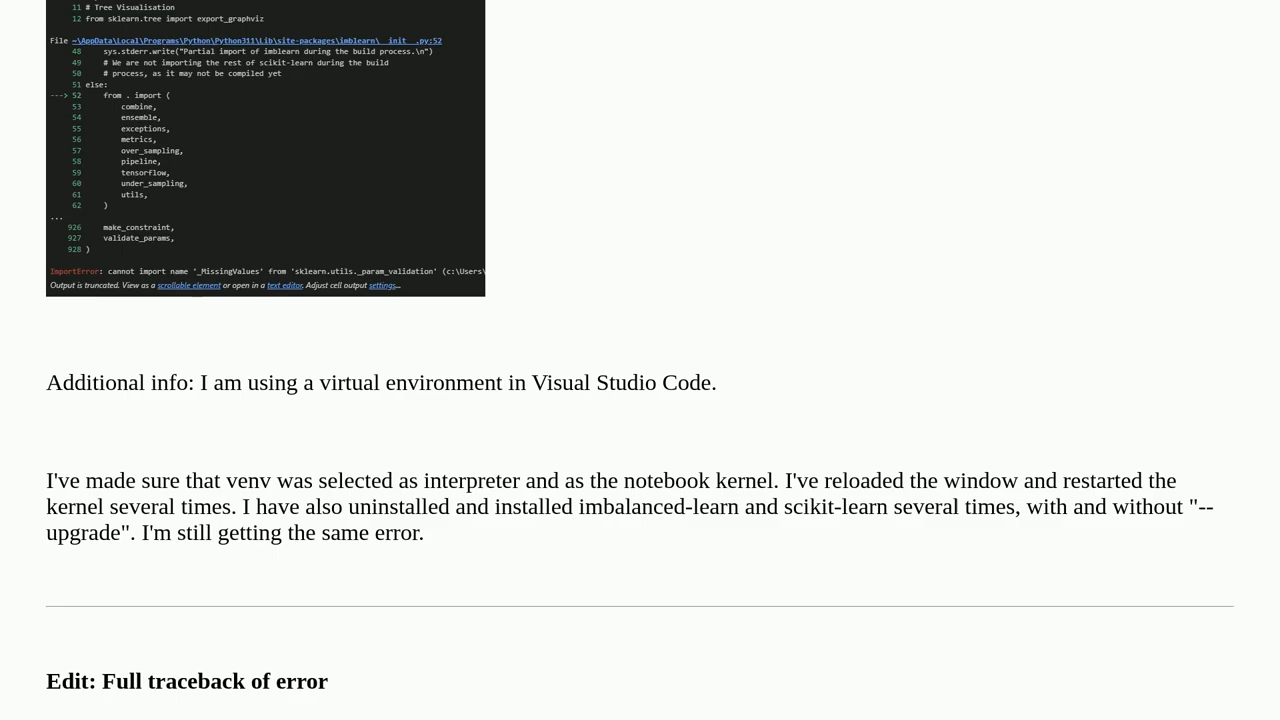 11 # Tree Visualisation
12 from sklearn.tree import export_graphviz
File ~\AppData\Local\Programs\Python\Python311\Lib\site-packages\imblearn\__init__.py:52
48 sys.stderr.write("Partial import of imblearn during the build process.\n")
49 # We are not importing the rest of scikit-learn during the build
50 # process, as it may not be compiled yet
51 else:
---> 52 from . import (
53 combine,
54 ensemble,
55 exceptions,
56 metrics,
57 over_sampling,
58 pipeline,
59 tensorflow,
60 under_sampling,
61 utils,
62 )
...
926 make_constraint,
927 validate_params,
928 )
ImportError: cannot import name '_MissingValues' from 'sklearn.utils._param_validation' (c:\Users\
Output is truncated. View as a scrollable element or open in a text editor. Adjust cell output settings...
Additional info: I am using a virtual environment in Visual Studio Code.
I've made sure that venv was selected as interpreter and as the notebook kernel. I've reloaded the window and restarted the
kernel several times. I have also uninstalled and installed imbalanced-learn and scikit-learn several times, with and without "--
upgrade". I'm still getting the same error.
Edit: Full traceback of error